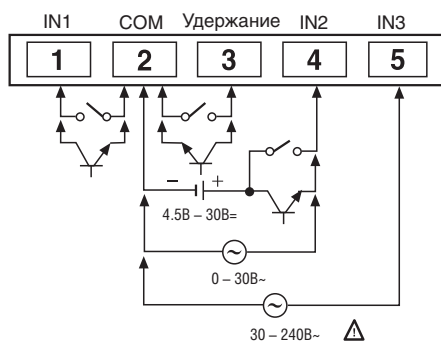 IN1 COM Удержание IN2 IN3
1 2 3 4 5
− +
4.5В – 30В=
0 – 30В~
30 – 240В~